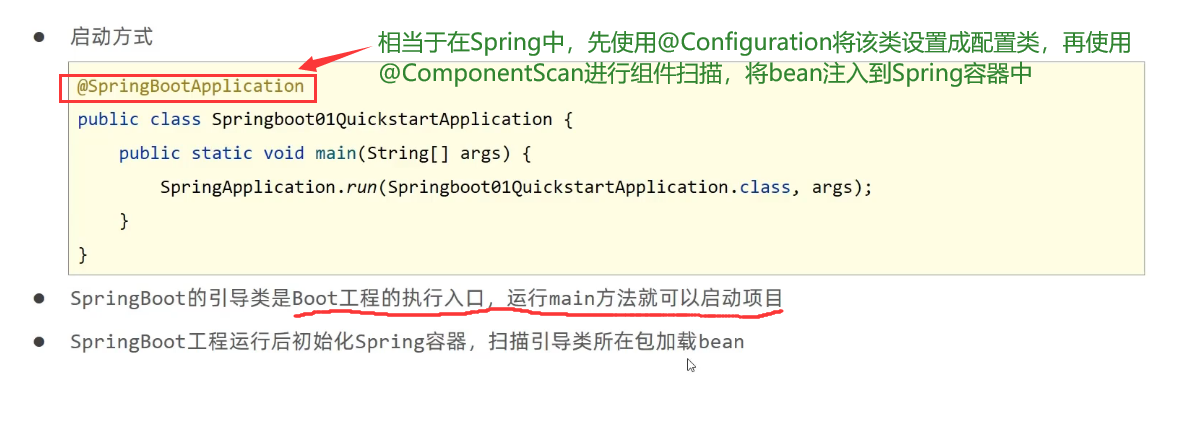 启动方式
相当于在Spring中，先使用@Configuration将该类设置成配置类，再使用
@ComponentScan进行组件扫描，将bean注入到Spring容器中
@SpringBootApplication
public class Springboot01QuickstartApplication {
public static void main(String[] args) {
SpringApplication.run(Springboot01QuickstartApplication.class, args);
}
}
SpringBoot的引导类是Boot工程的执行入口，运行main方法就可以启动项目
SpringBoot工程运行后初始化Spring容器，扫描引导类所在包加载bean